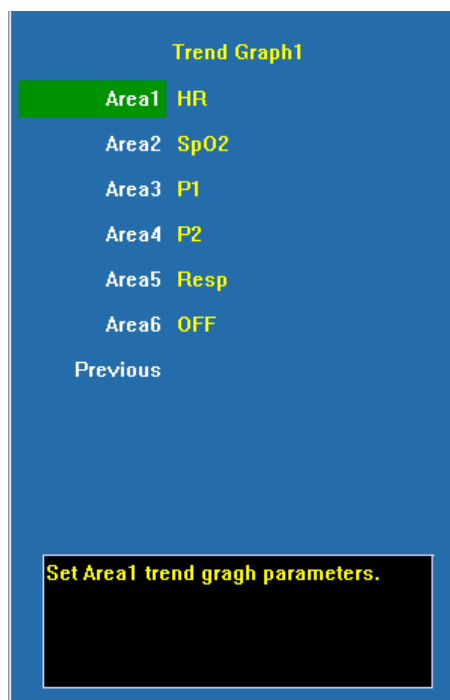 Trend Graph1
Area1 HR
Area2 SpO2
Area3 P1
Area4 P2
Area5 Resp
Area6 OFF
Previous
Set Area1 trend gragh parameters.